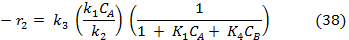 − r₂ = k₃ (k₁C_A / k₂) (1 / (1 + K₁C_A + K₄C_B)) (38)